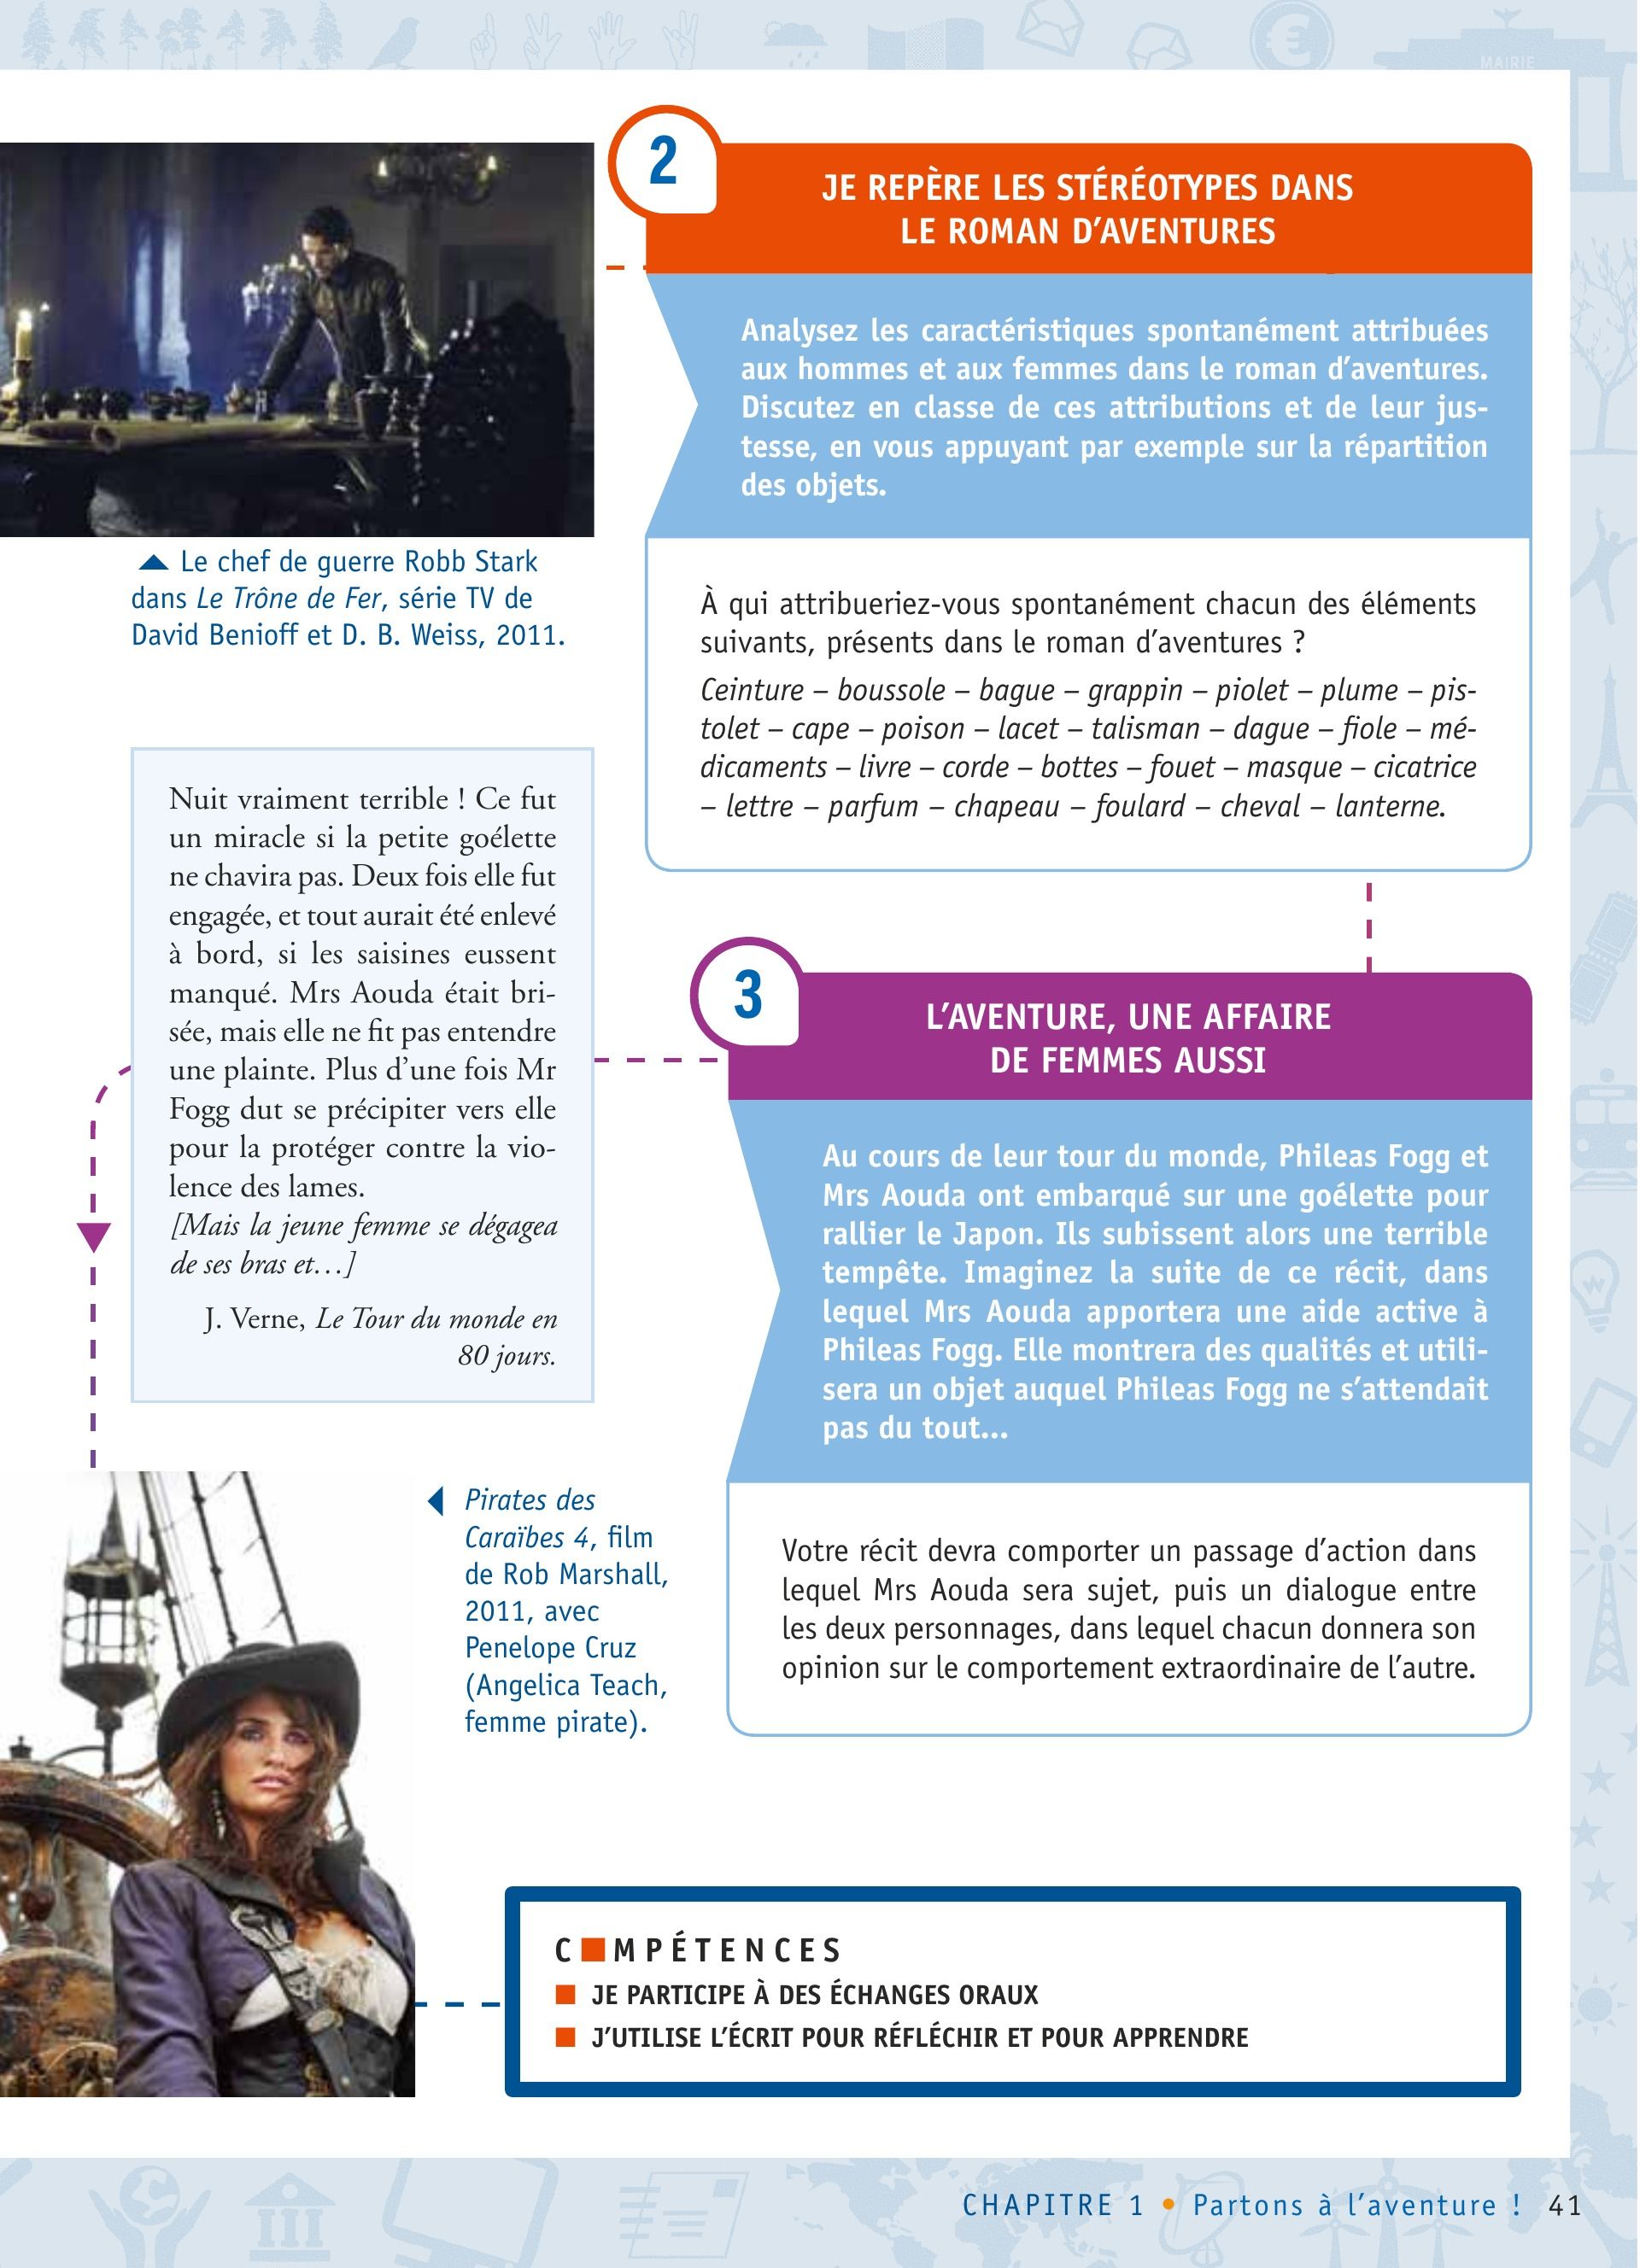 MAIRIE
2
JE REPÈRE LES STÉRÉOTYPES DANS
LE ROMAN D’AVENTURES
Analysez les caractéristiques spontanément attribuées
aux hommes et aux femmes dans le roman d’aventures.
Discutez en classe de ces attributions et de leur jus-
tesse, en vous appuyant par exemple sur la répartition
des objets.
À qui attribueriez-vous spontanément chacun des éléments
suivants, présents dans le roman d’aventures ?
Ceinture – boussole – bague – grappin – piolet – plume – pis-
tolet – cape – poison – lacet – talisman – dague – fiole – mé-
dicaments – livre – corde – bottes – fouet – masque – cicatrice
– lettre – parfum – chapeau – foulard – cheval – lanterne.
Le chef de guerre Robb Stark
dans Le Trône de Fer, série TV de
David Benioff et D. B. Weiss, 2011.
Nuit vraiment terrible ! Ce fut
un miracle si la petite goélette
ne chavira pas. Deux fois elle fut
engagée, et tout aurait été enlevé
à bord, si les saisines eussent
manqué. Mrs Aouda était bri-
sée, mais elle ne fit pas entendre
une plainte. Plus d’une fois Mr
Fogg dut se précipiter vers elle
pour la protéger contre la vio-
lence des lames.
[Mais la jeune femme se dégagea
de ses bras et…]
J. Verne, Le Tour du monde en
80 jours.
3
L’AVENTURE, UNE AFFAIRE
DE FEMMES AUSSI
Au cours de leur tour du monde, Phileas Fogg et
Mrs Aouda ont embarqué sur une goélette pour
rallier le Japon. Ils subissent alors une terrible
tempête. Imaginez la suite de ce récit, dans
lequel Mrs Aouda apportera une aide active à
Phileas Fogg. Elle montrera des qualités et utili-
sera un objet auquel Phileas Fogg ne s’attendait
pas du tout…
Votre récit devra comporter un passage d’action dans
lequel Mrs Aouda sera sujet, puis un dialogue entre
les deux personnages, dans lequel chacun donnera son
opinion sur le comportement extraordinaire de l’autre.
Pirates des
Caraïbes 4, film
de Rob Marshall,
2011, avec
Penelope Cruz
(Angelica Teach,
femme pirate).
C■MPÉTENCES
■ JE PARTICIPE À DES ÉCHANGES ORAUX
■ J’UTILISE L’ÉCRIT POUR RÉFLÉCHIR ET POUR APPRENDRE
CHAPITRE 1 • Partons à l’aventure ! 41